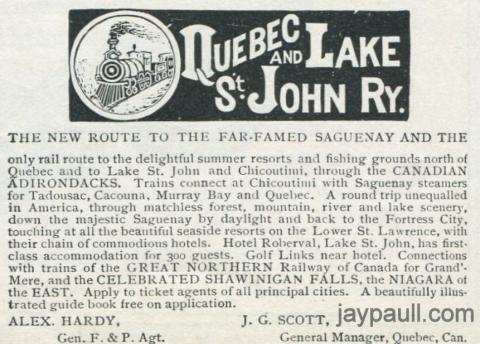 QUEBEC
AND LAKE
St. JOHN RY.
THE NEW ROUTE TO THE FAR-FAMED SAGUENAY AND THE
only rail route to the delightful summer resorts and fishing grounds north of
Quebec and to Lake St. John and Chicoutimi, through the CANADIAN
ADIRONDACKS. Trains connect at Chicoutimi with Saguenay steamers
for Tadousac, Cacouna, Murray Bay and Quebec. A round trip unequalled
in America, through matchless forest, mountain, river and lake scenery,
down the majestic Saguenay by daylight and back to the Fortress City,
touching at all the beautiful seaside resorts on the Lower St. Lawrence, with
their chain of commodious hotels. Hotel Roberval, Lake St. John, has first-
class accommodation for 300 guests. Golf Links near hotel. Connections
with trains of the GREAT NORTHERN Railway of Canada for Grand'
Mere, and the CELEBRATED SHAWINIGAN FALLS, the NIAGARA of
the EAST. Apply to ticket agents of all principal cities. A beautifully illus-
trated guide book free on application.
ALEX. HARDY, J. G. SCOTT,
Gen. F. & P. Agt. General Manager, Quebec, Can.
jaypaull.com